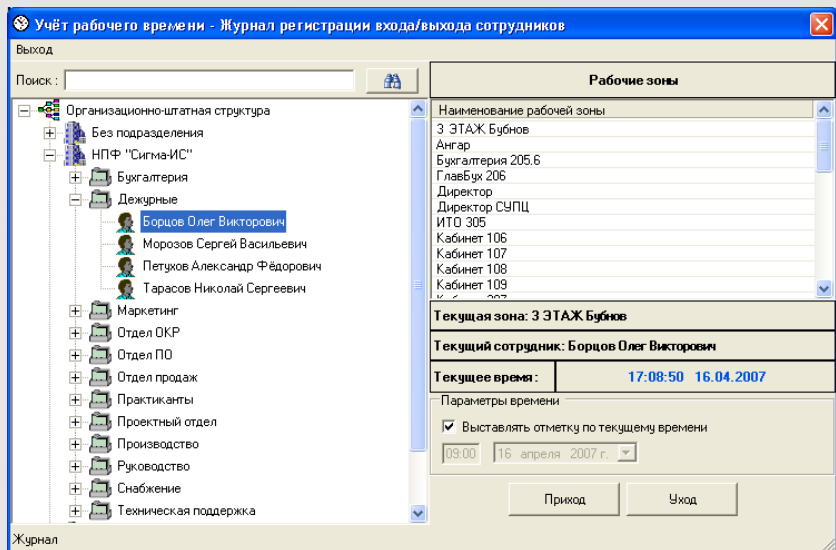 Учёт рабочего времени - Журнал регистрации входа/выхода сотрудников
Выход
Поиск :
Организационно-штатная структура
Без подразделения
НПФ "Сигма-ИС"
Бухгалтерия
Дежурные
Борцов Олег Викторович
Морозов Сергей Васильевич
Петухов Александр Фёдорович
Тарасов Николай Сергеевич
Маркетинг
Отдел ОКР
Отдел ПО
Отдел продаж
Практиканты
Проектный отдел
Производство
Руководство
Снабжение
Техническая поддержка
Рабочие зоны
Наименование рабочей зоны
3 ЭТАЖ Бубнов
Ангар
Бухгалтерия 205.6
ГлавБух 206
Директор
Директор СУПЦ
ИТО 305
Кабинет 106
Кабинет 107
Кабинет 108
Кабинет 109
Текущая зона: 3 ЭТАЖ Бубнов
Текущий сотрудник: Борцов Олег Викторович
Текущее время : 17:08:50 16.04.2007
Параметры времени
Выставлять отметку по текущему времени
09:00 16 апреля 2007 г.
Приход Уход
Журнал